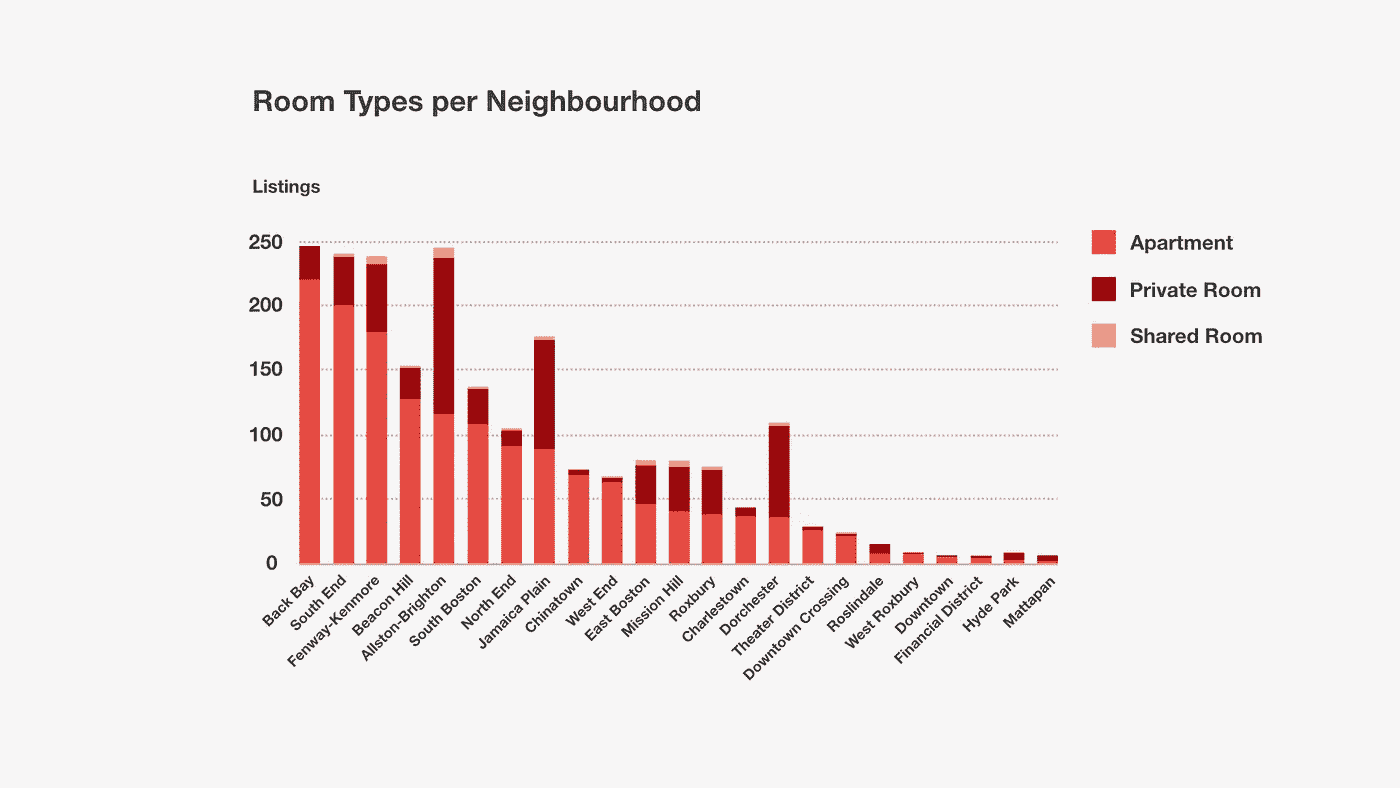 Room Types per Neighbourhood
Listings
250
200
150
100
50
0
Apartment
Private Room
Shared Room
Back Bay
South End
Fenway-Kenmore
Beacon Hill
Allston-Brighton
South Boston
North End
Jamaica Plain
Chinatown
West End
East Boston
Mission Hill
Roxbury
Charlestown
Dorchester
Theater District
Downtown Crossing
Roslindale
West Roxbury
Downtown
Financial District
Hyde Park
Mattapan